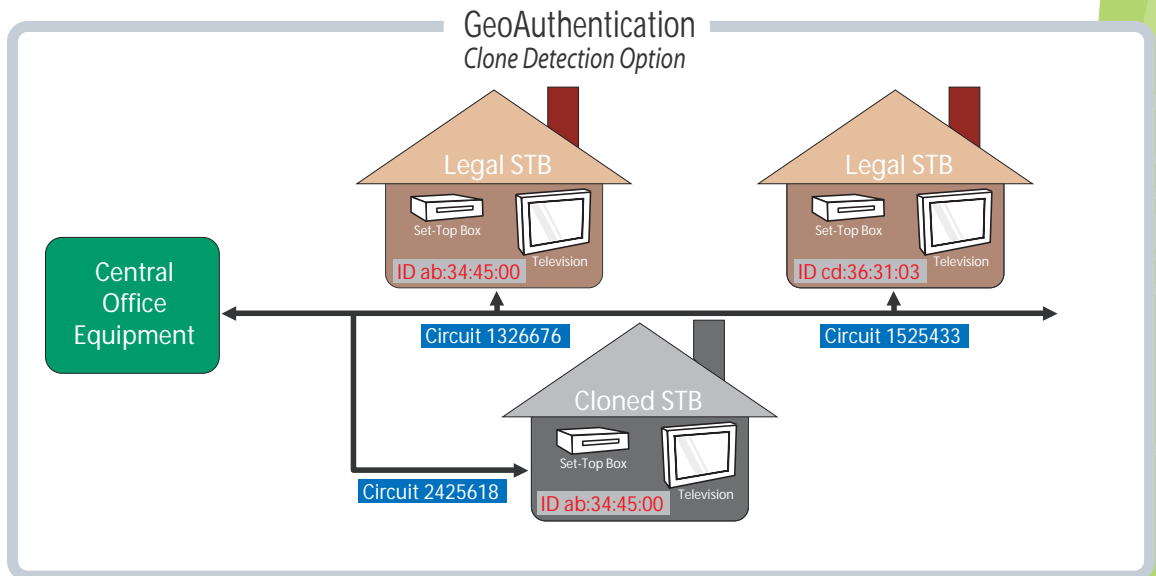 GeoAuthentication
Clone Detection Option
Legal STB
Set-Top Box
Television
ID ab:34:45:00
Legal STB
Set-Top Box
Television
ID cd:36:31:03
Central
Office
Equipment
Circuit 1326676
Circuit 1525433
Cloned STB
Set-Top Box
Television
ID ab:34:45:00
Circuit 2425618